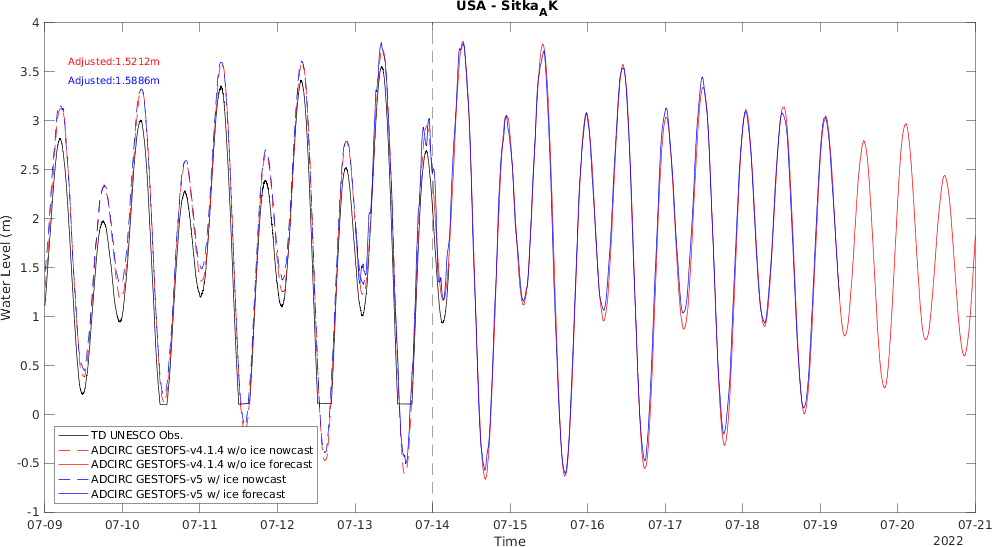 USA - Sitka_AK
Adjusted:1.5212m
Adjusted:1.5886m
Water Level (m)
4
3.5
3
2.5
2
1.5
1
0.5
0
-0.5
-1
TD UNESCO Obs.
ADCIRC GESTOFS-v4.1.4 w/o ice nowcast
ADCIRC GESTOFS-v4.1.4 w/o ice forecast
ADCIRC GESTOFS-v5 w/ ice nowcast
ADCIRC GESTOFS-v5 w/ ice forecast
07-09 07-10 07-11 07-12 07-13 07-14 07-15 07-16 07-17 07-18 07-19 07-20 07-21
Time
2022